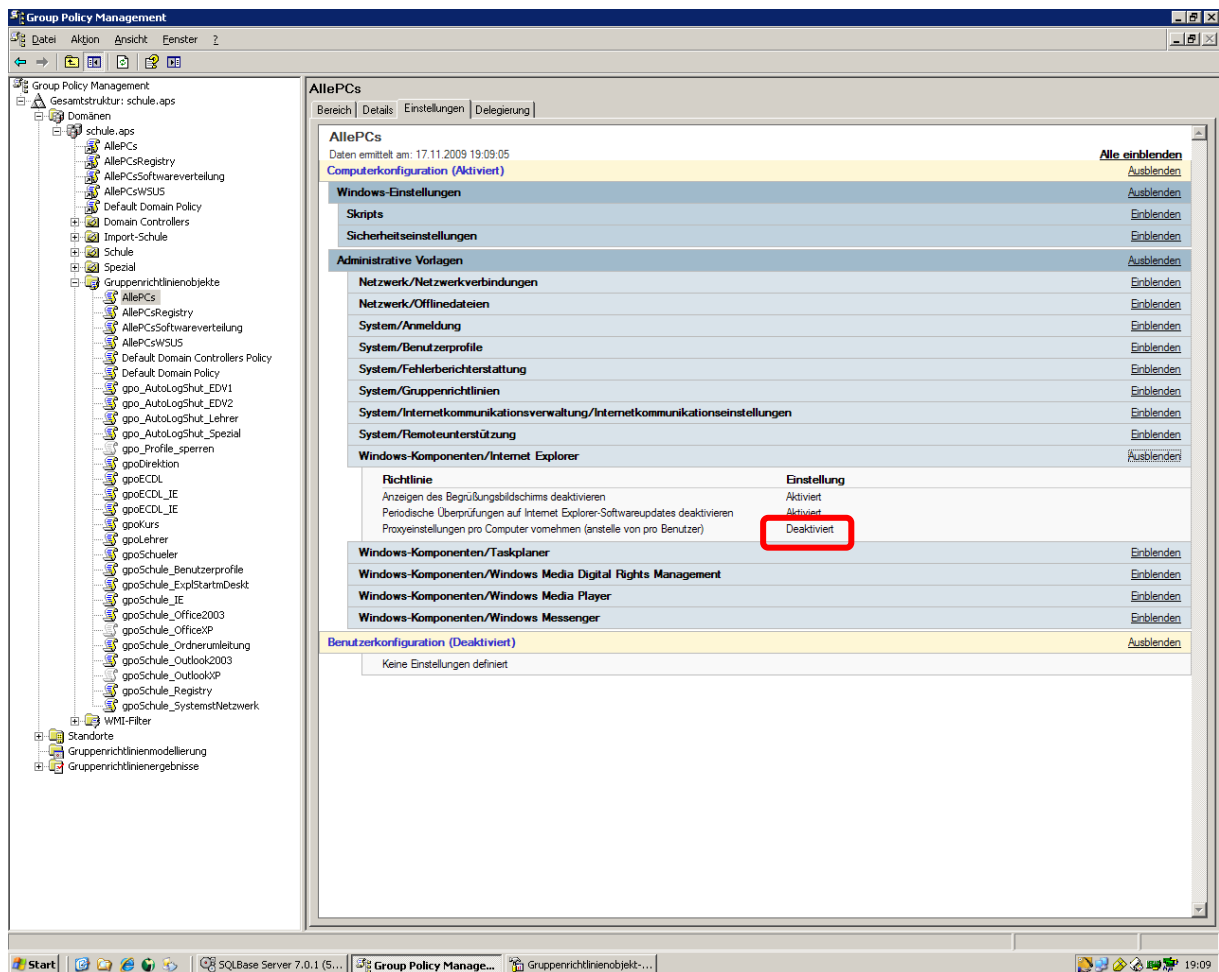 Group Policy Management
Datei Aktion Ansicht Fenster ?
Group Policy Management
Gesamtstruktur: schule.aps
Domänen
schule.aps
AllePCs
AllePCsRegistry
AllePCsSoftwareverteilung
AllePCsWSUS
Default Domain Policy
Domain Controllers
Import-Schule
Schule
Spezial
Gruppenrichtlinienobjekte
AllePCs
AllePCsRegistry
AllePCsSoftwareverteilung
AllePCsWSUS
Default Domain Controllers Policy
Default Domain Policy
gpo_AutoLogShut_EDV1
gpo_AutoLogShut_EDV2
gpo_AutoLogShut_Lehrer
gpo_AutoLogShut_Spezial
gpo_Profile_sperren
gpoDirektion
gpoECDL
gpoECDL_IE
gpoECDL_IE
gpoKurs
gpoLehrer
gpoSchueler
gpoSchule_Benutzerprofile
gpoSchule_ExplStartmDeskt
gpoSchule_IE
gpoSchule_Office2003
gpoSchule_OfficeXP
gpoSchule_Ordnerumleitung
gpoSchule_Outlook2003
gpoSchule_OutlookXP
gpoSchule_Registry
gpoSchule_SystemstNetzwerk
WMI-Filter
Standorte
Gruppenrichtlinienmodellierung
Gruppenrichtlinienergebnisse
AllePCs
Bereich Details Einstellungen Delegierung
AllePCs
Daten ermittelt am: 17.11.2009 19:09:05 Alle einblenden
Computerkonfiguration (Aktiviert) Ausblenden
Windows-Einstellungen Ausblenden
Skripts Einblenden
Sicherheitseinstellungen Einblenden
Administrative Vorlagen Ausblenden
Netzwerk/Netzwerkverbindungen Einblenden
Netzwerk/Offlinedateien Einblenden
System/Anmeldung Einblenden
System/Benutzerprofile Einblenden
System/Fehlerberichterstattung Einblenden
System/Gruppenrichtlinien Einblenden
System/Internetkommunikationsverwaltung/Internetkommunikationseinstellungen Einblenden
System/Remoteunterstützung Einblenden
Windows-Komponenten/Internet Explorer Ausblenden
Richtlinie Einstellung
Anzeigen des Begrüßungsbildschims deaktivieren Aktiviert
Periodische Überprüfungen auf Internet Explorer-Softwareupdates deaktivieren Aktiviert
Proxyeinstellungen pro Computer vornehmen (anstelle von pro Benutzer) Deaktiviert
Windows-Komponenten/Taskplaner Einblenden
Windows-Komponenten/Windows Media Digital Rights Management Einblenden
Windows-Komponenten/Windows Media Player Einblenden
Windows-Komponenten/Windows Messenger Einblenden
Benutzerkonfiguration (Deaktiviert) Ausblenden
Keine Einstellungen definiert
Start SQLBase Server 7.0.1 (5... Group Policy Manage... Gruppenrichtlinienobjekt-... 19:09